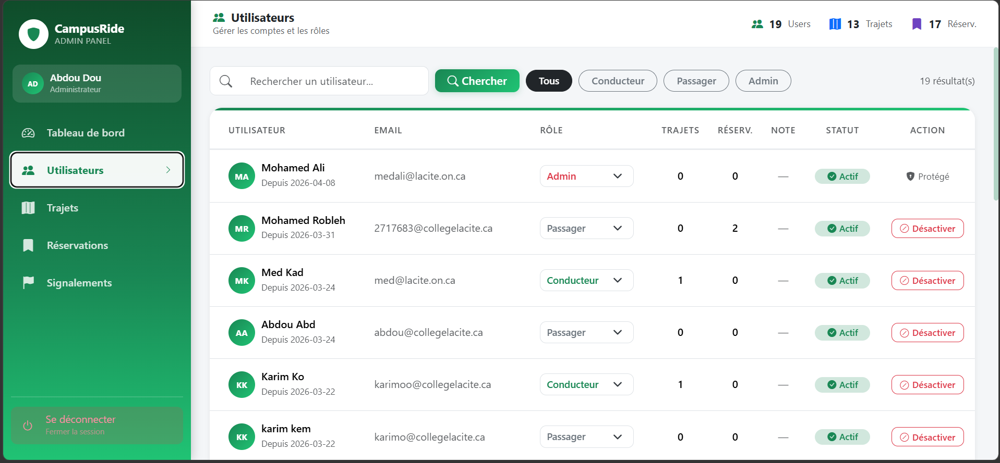 CampusRide
ADMIN PANEL
AD
Abdou Dou
Administrateur
Tableau de bord
Utilisateurs
Trajets
Réservations
Signalements
Se déconnecter
Fermer la session
Utilisateurs
Gérer les comptes et les rôles
19 Users 13 Trajets 17 Réserv.
Rechercher un utilisateur... Chercher Tous Conducteur Passager Admin 19 résultat(s)
UTILISATEUR EMAIL RÔLE TRAJETS RÉSERV. NOTE STATUT ACTION
MA Mohamed Ali medali@lacite.on.ca Admin 0 0 — Actif Protégé
Depuis 2026-04-08
MR Mohamed Robleh 2717683@collegelacite.ca Passager 0 2 — Actif Désactiver
Depuis 2026-03-31
MK Med Kad med@lacite.on.ca Conducteur 1 0 — Actif Désactiver
Depuis 2026-03-24
AA Abdou Abd abdou@collegelacite.ca Passager 0 0 — Actif Désactiver
Depuis 2026-03-24
KK Karim Ko karimoo@collegelacite.ca Conducteur 1 0 — Actif Désactiver
Depuis 2026-03-22
KK karim kem karimo@collegelacite.ca Passager 0 0 — Actif Désactiver
Depuis 2026-03-22